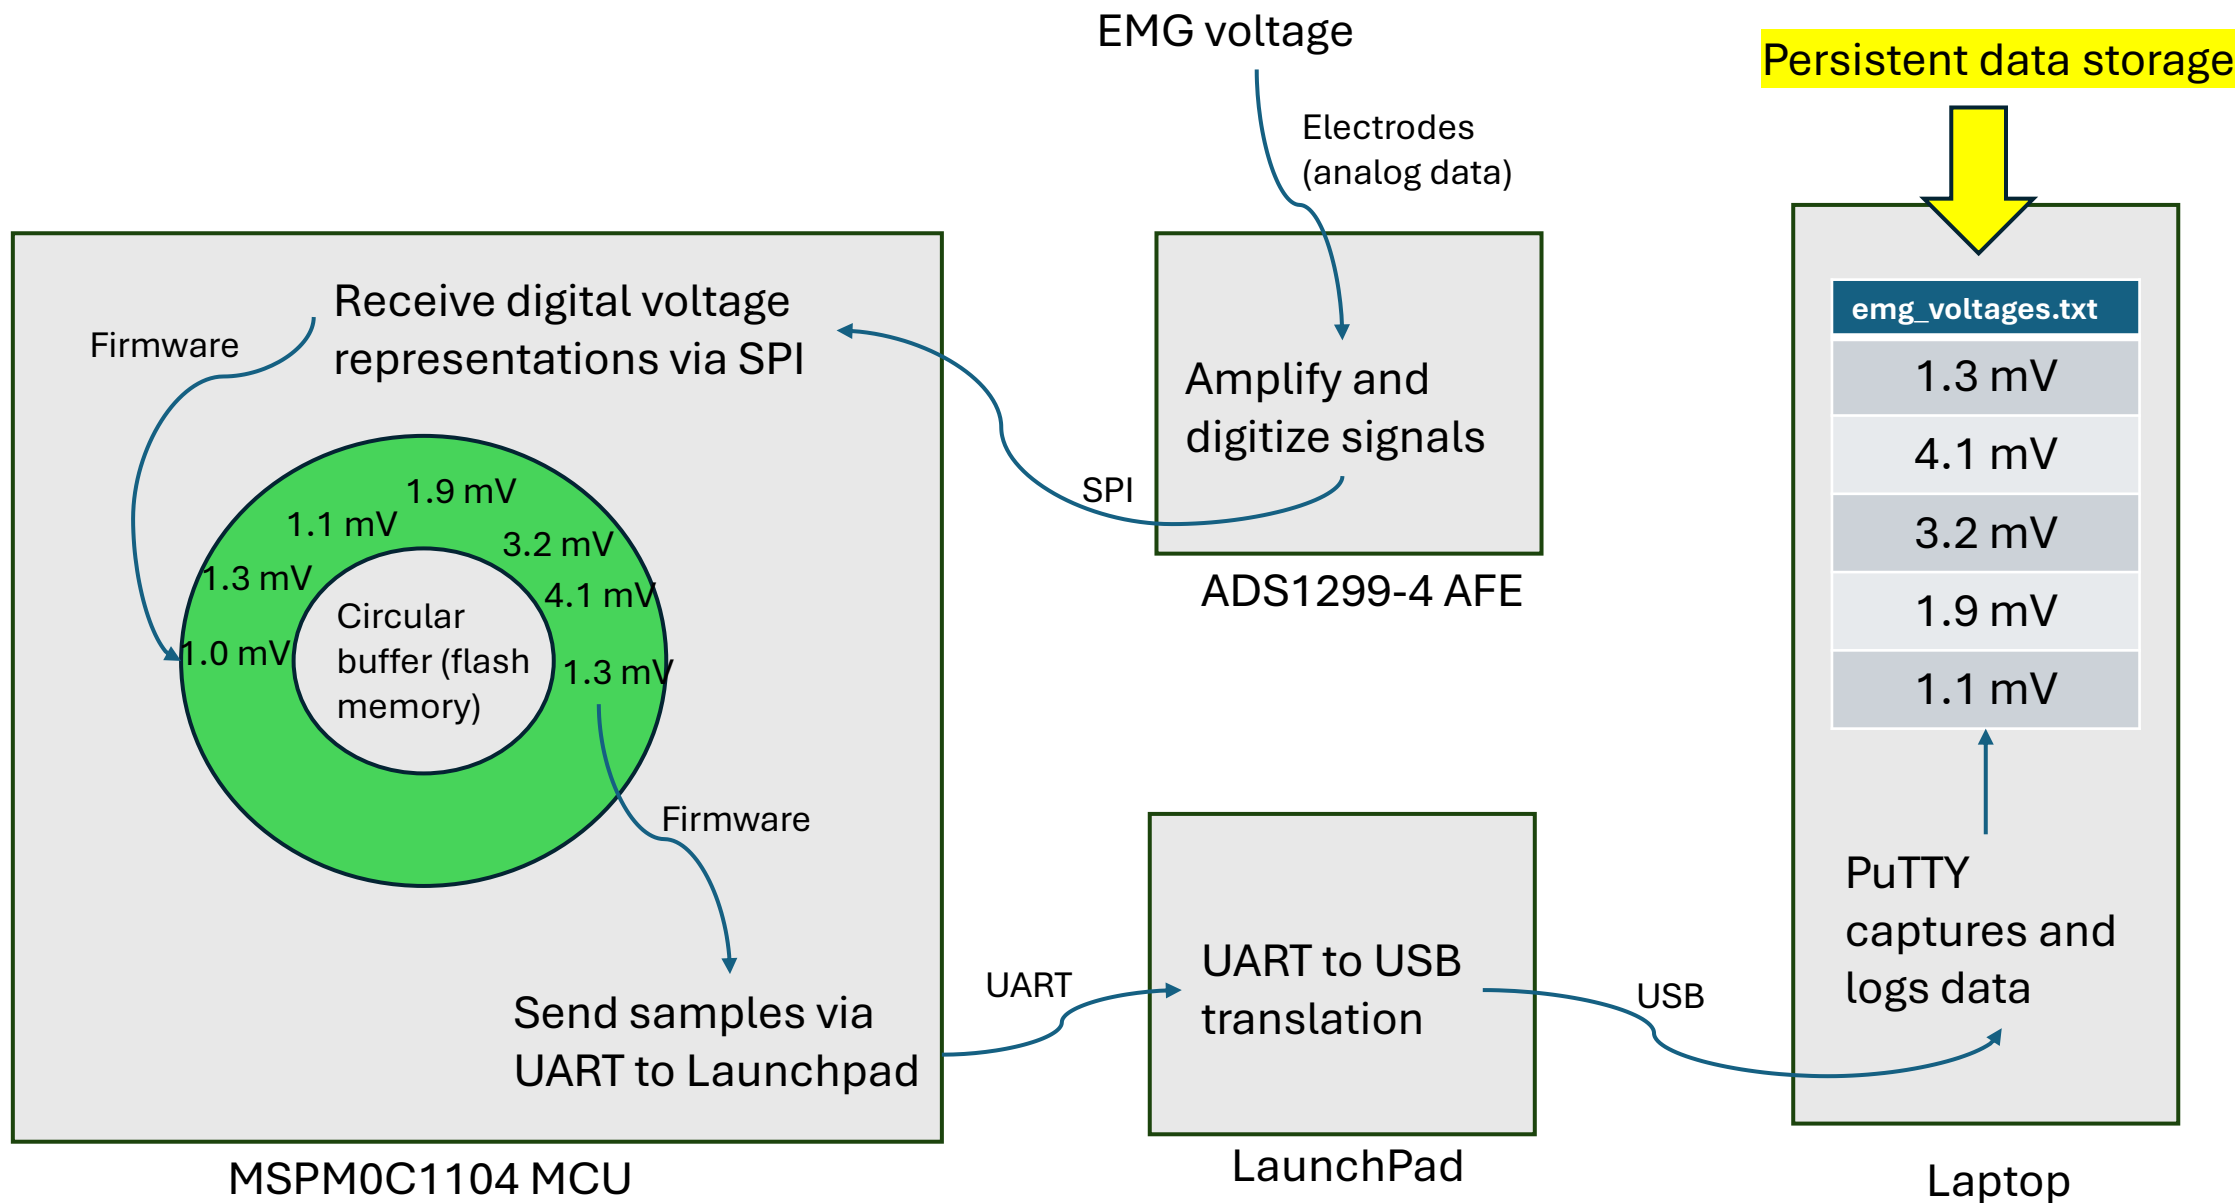 EMG voltage
Persistent data storage
Electrodes
(analog data)
Receive digital voltage
representations via SPI
Firmware
1.9 mV
1.1 mV
3.2 mV
1.3 mV
4.1 mV
1.0 mV
1.3 mV
Circular
buffer (flash
memory)
Firmware
Send samples via
UART to Launchpad
MSPM0C1104 MCU
SPI
Amplify and
digitize signals
ADS1299-4 AFE
UART
UART to USB
translation
LaunchPad
USB
emg_voltages.txt
1.3 mV
4.1 mV
3.2 mV
1.9 mV
1.1 mV
PuTTY
captures and
logs data
Laptop